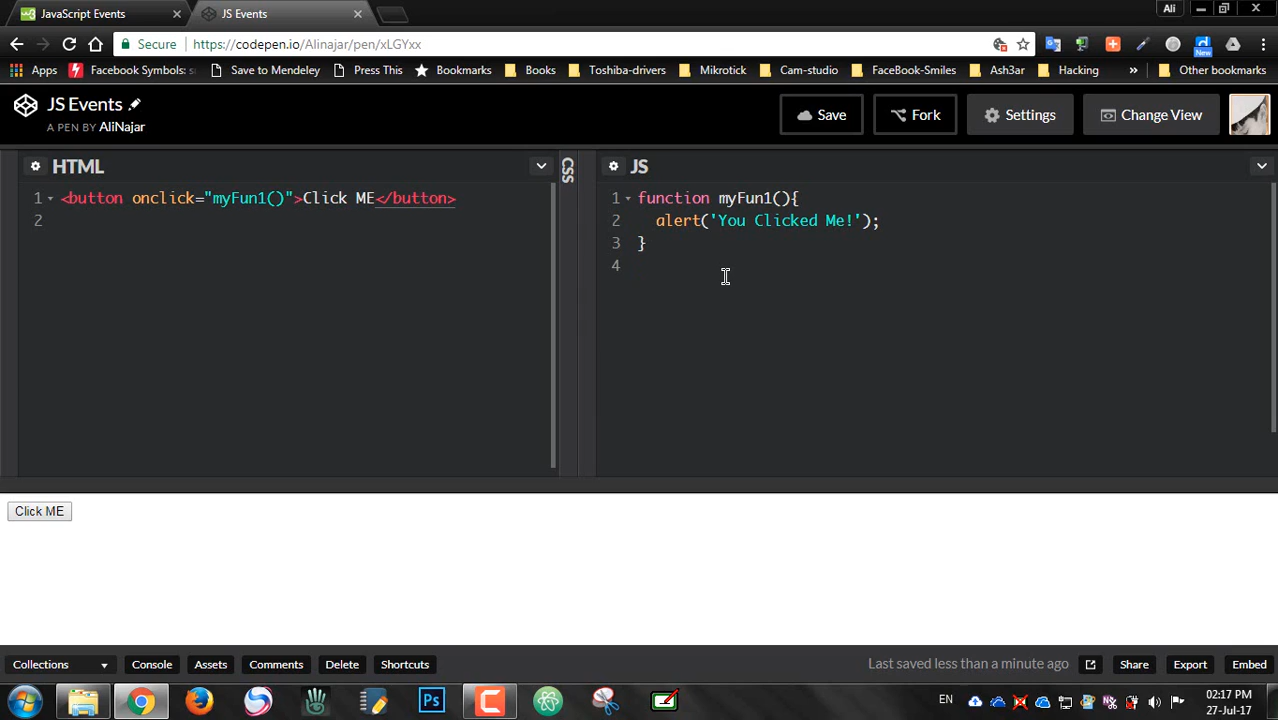 JavaScript Events
JS Events
Ali
Secure
https://codepen.io/Alinajar/pen/xLGYxx
New
Apps
Facebook Symbols: s
Save to Mendeley
Press This
Bookmarks
Books
Toshiba-drivers
Mikrotick
Cam-studio
FaceBook-Smiles
Ash3ar
Hacking
»
Other bookmarks
JS Events
A PEN BY AliNajar
Save
Fork
Settings
Change View
HTML
CSS
JS
1 <button onclick="myFun1()">Click ME</button>
2
1 function myFun1(){
2 alert('You Clicked Me!');
3 }
4
Click ME
Collections
Console
Assets
Comments
Delete
Shortcuts
Last saved less than a minute ago
Share
Export
Embed
Ps
EN
02:17 PM
27-Jul-17